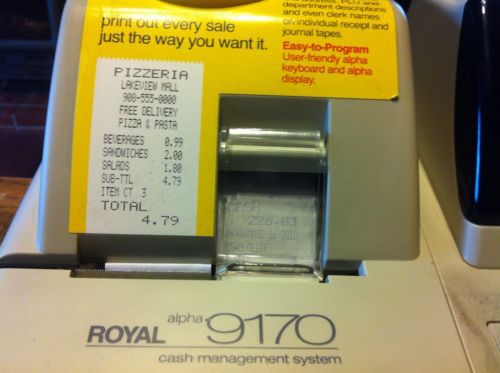 print out every sale
just the way you want it.
department descriptions
and even clerk names
on individual receipt and
journal tapes.
Easy-to-Program
User-friendly alpha
keyboard and alpha
display.
PIZZERIA
LAKEVIEW MALL
908-555-0000
FREE DELIVERY
PIZZA & PASTA
BEVERAGES 0.99
SANDWICHES 2.00
SALADS 1.80
SUB-TTL 4.79
ITEM CT 3
TOTAL
4.79
CASH
226.83
ROYAL alpha 9170
cash management system